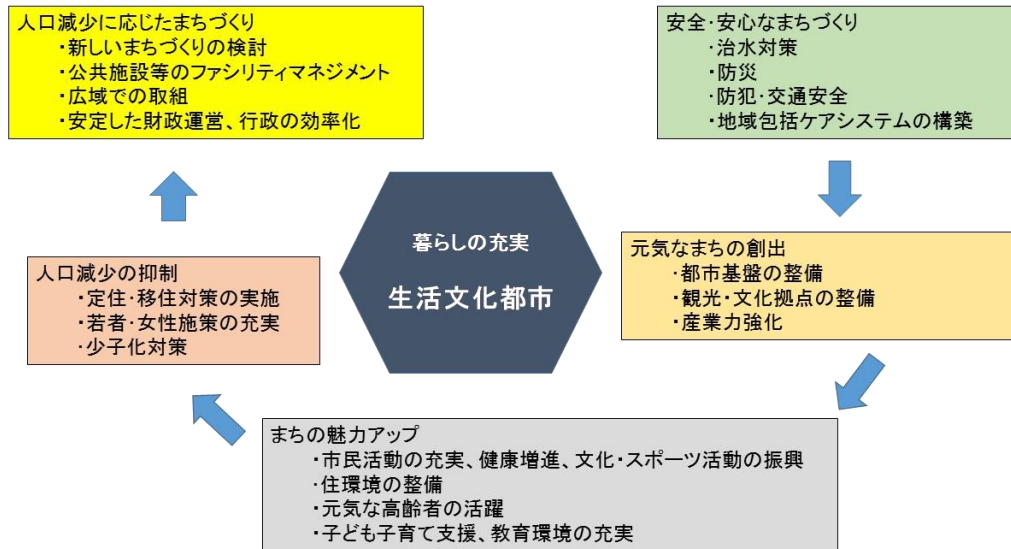 人口減少に応じたまちづくり
・新しいまちづくりの検討
・公共施設等のファシリティマネジメント
・広域での取組
・安定した財政運営、行政の効率化
安全・安心なまちづくり
・治水対策
・防災
・防犯・交通安全
・地域包括ケアシステムの構築
暮らしの充実
生活文化都市
人口減少の抑制
・定住・移住対策の実施
・若者・女性施策の充実
・少子化対策
元気なまちの創出
・都市基盤の整備
・観光・文化拠点の整備
・産業力強化
まちの魅力アップ
・市民活動の充実、健康増進、文化・スポーツ活動の振興
・住環境の整備
・元気な高齢者の活躍
・子ども子育て支援、教育環境の充実